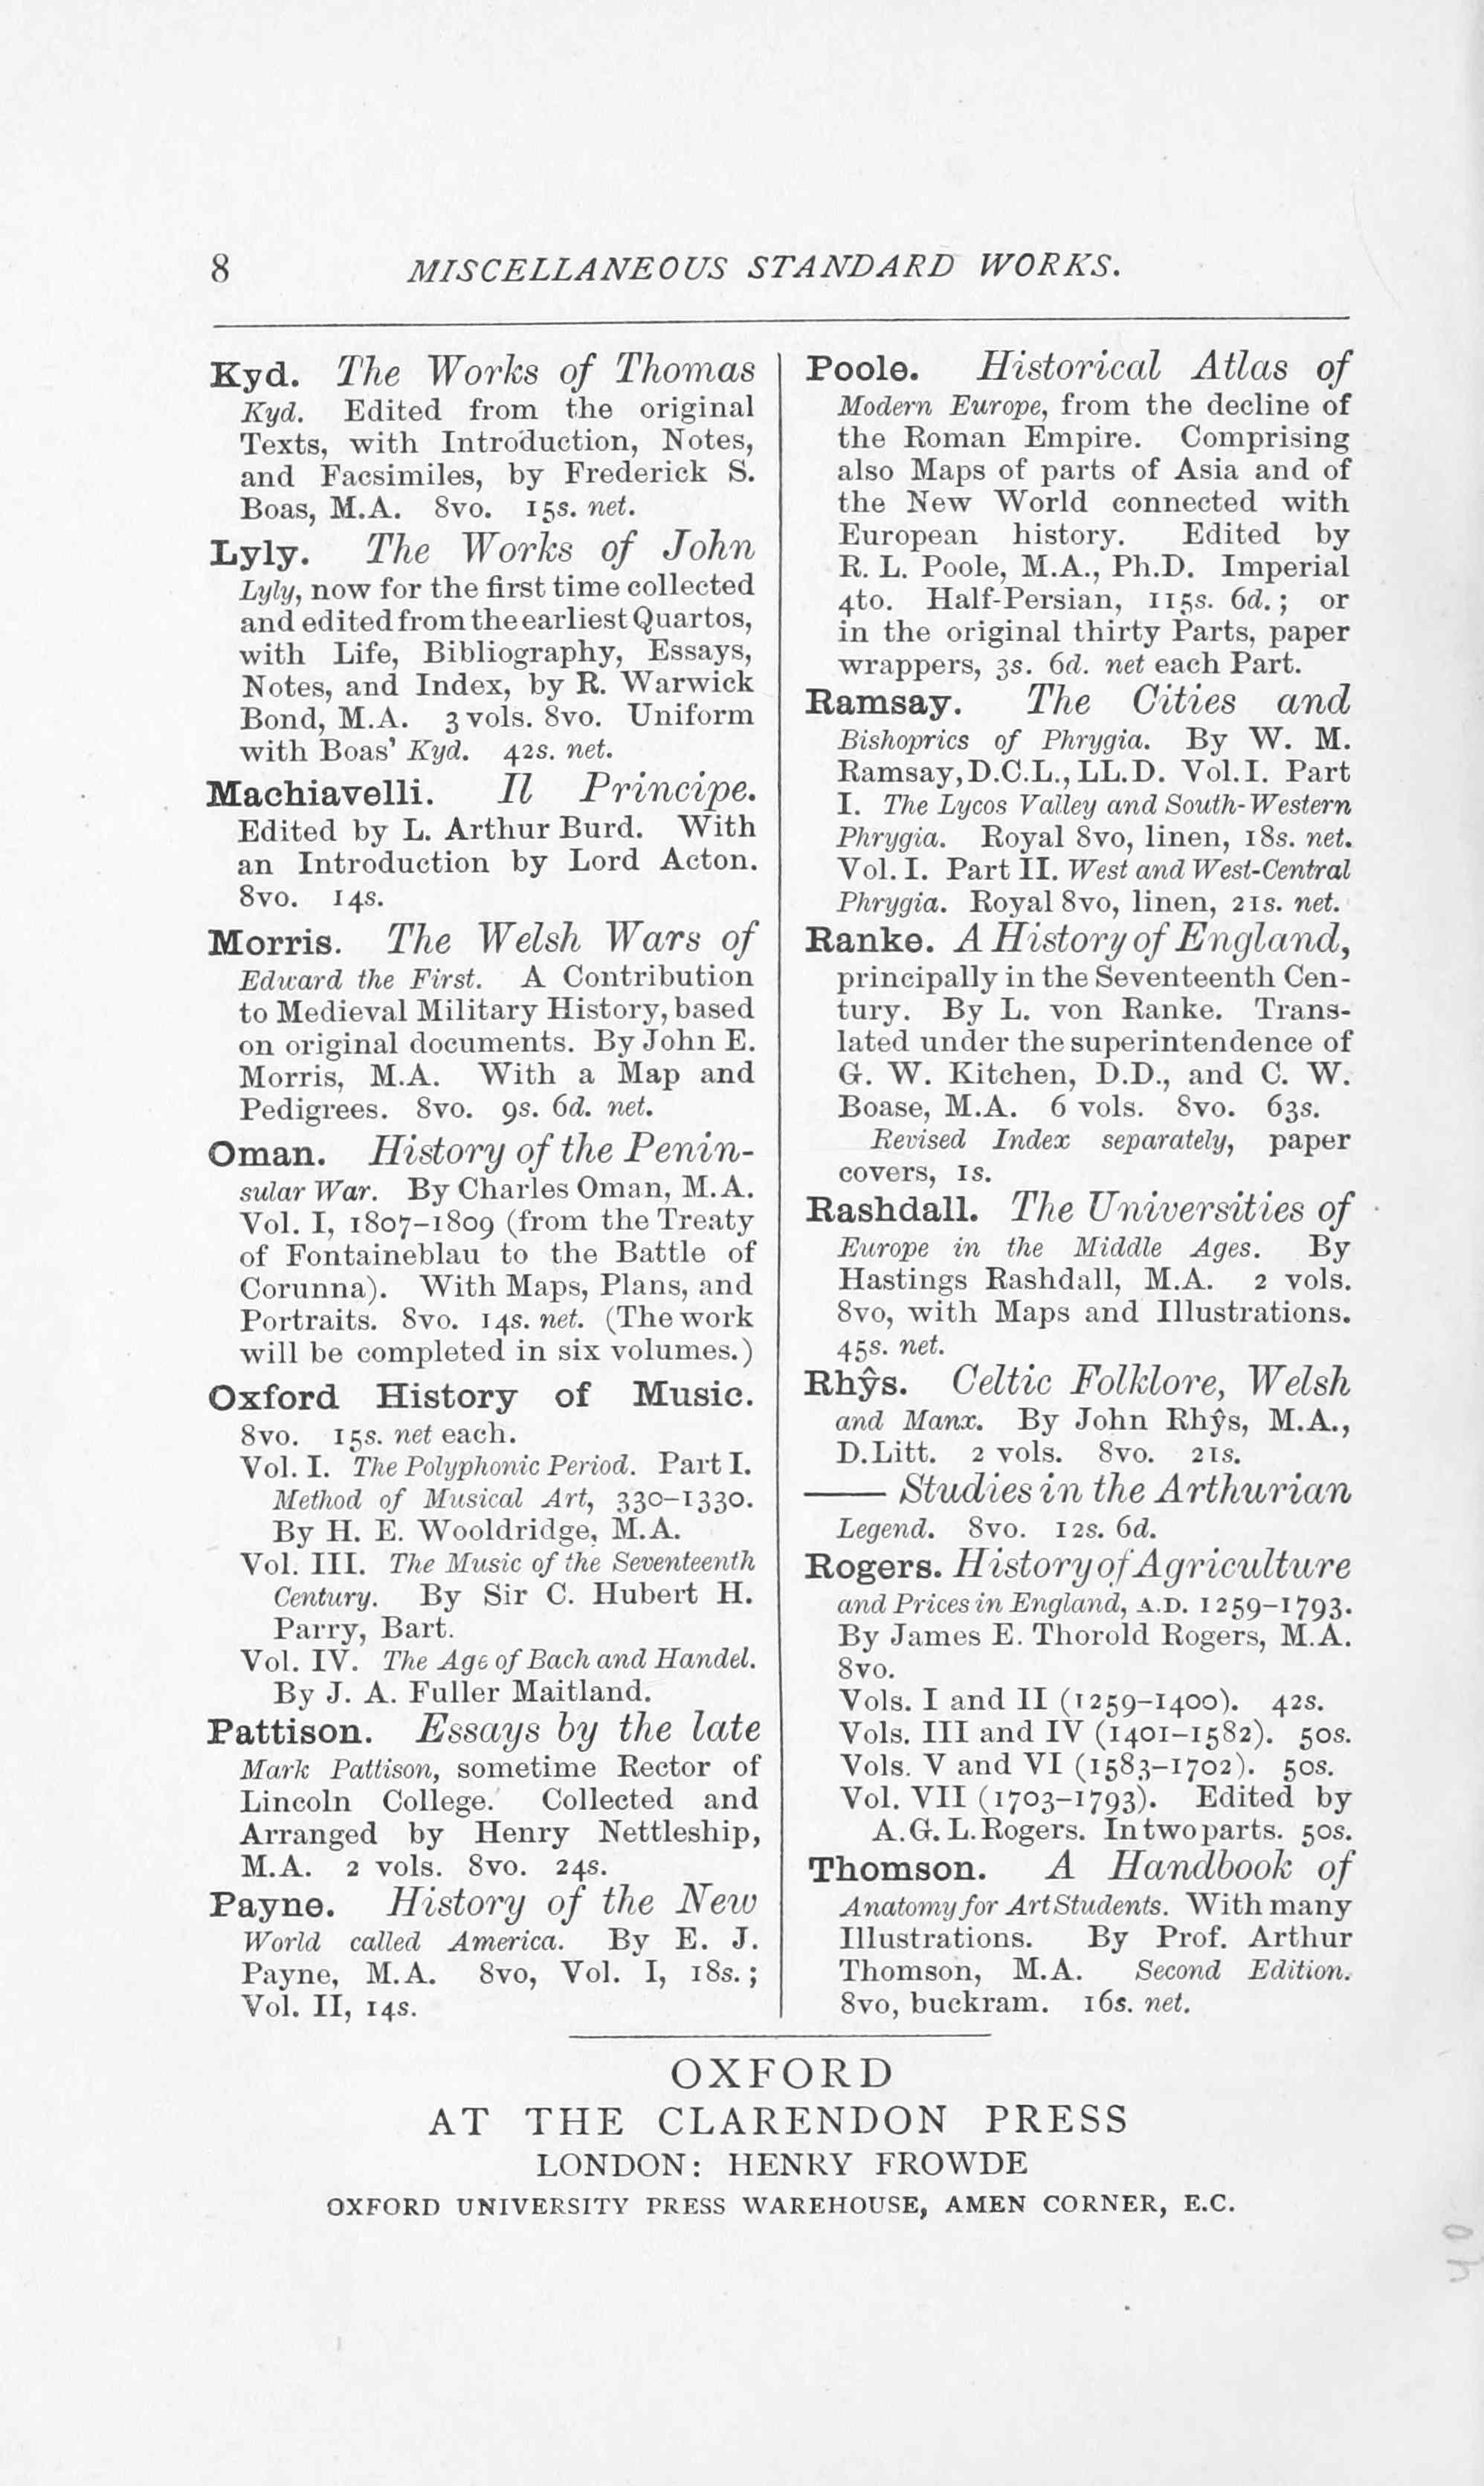 8 MISCELLANEOUS STANDARD WORKS.
Kyd. The Works of Thomas
Kyd. Edited from the original
Texts, with Introduction, Notes,
and Facsimiles, by Frederick S.
Boas, M.A. 8vo. 15s. net.
Lyly. The Works of John
Lyly, now for the first time collected
and edited from the earliest Quartos,
with Life, Bibliography, Essays,
Notes, and Index, by R. Warwick
Bond, M.A. 3 vols. 8vo. Uniform
with Boas' Kyd. 42s. net.
Machiavelli. Il Principe.
Edited by L. Arthur Burd. With
an Introduction by Lord Acton.
8vo. 14s.
Morris. The Welsh Wars of
Edward the First. A Contribution
to Medieval Military History, based
on original documents. By John E.
Morris, M.A. With a Map and
Pedigrees. 8vo. 9s. 6d. net.
Oman. History of the Penin-
sular War. By Charles Oman, M.A.
Vol. I, 1807–1809 (from the Treaty
of Fontaineblau to the Battle of
Corunna). With Maps, Plans, and
Portraits. 8vo. 14s. net. (The work
will be completed in six volumes.)
Oxford History of Music.
8vo. 15s. net each.
Vol. I. The Polyphonic Period. Part I.
Method of Musical Art, 330–1330.
By H. E. Wooldridge, M.A.
Vol. III. The Music of the Seventeenth
Century. By Sir C. Hubert H.
Parry, Bart.
Vol. IV. The Age of Bach and Handel.
By J. A. Fuller Maitland.
Pattison. Essays by the late
Mark Pattison, sometime Rector of
Lincoln College. Collected and
Arranged by Henry Nettleship,
M.A. 2 vols. 8vo. 24s.
Payne. History of the New
World called America. By E. J.
Payne, M.A. 8vo, Vol. I, 18s.;
Vol. II, 14s.
Poole. Historical Atlas of
Modern Europe, from the decline of
the Roman Empire. Comprising
also Maps of parts of Asia and of
the New World connected with
European history. Edited by
R. L. Poole, M.A., Ph.D. Imperial
4to. Half-Persian, 115s. 6d.; or
in the original thirty Parts, paper
wrappers, 3s. 6d. net each Part.
Ramsay. The Cities and
Bishoprics of Phrygia. By W. M.
Ramsay, D.C.L., LL.D. Vol. I. Part
I. The Lycos Valley and South-Western
Phrygia. Royal 8vo, linen, 18s. net.
Vol. I. Part II. West and West-Central
Phrygia. Royal 8vo, linen, 21s. net.
Ranke. A History of England,
principally in the Seventeenth Cen-
tury. By L. von Ranke. Trans-
lated under the superintendence of
G. W. Kitchen, D.D., and C. W.
Boase, M.A. 6 vols. 8vo. 63s.
Revised Index separately, paper
covers, 1s.
Rashdall. The Universities of
Europe in the Middle Ages. By
Hastings Rashdall, M.A. 2 vols.
8vo, with Maps and Illustrations.
45s. net.
Rhŷs. Celtic Folklore, Welsh
and Manx. By John Rhŷs, M.A.,
D.Litt. 2 vols. 8vo. 21s.
—— Studies in the Arthurian
Legend. 8vo. 12s. 6d.
Rogers. History of Agriculture
and Prices in England, A.D. 1259–1793.
By James E. Thorold Rogers, M.A.
8vo.
Vols. I and II (1259–1400). 42s.
Vols. III and IV (1401–1582). 50s.
Vols. V and VI (1583–1702). 50s.
Vol. VII (1703–1793). Edited by
A. G. L. Rogers. In two parts. 50s.
Thomson. A Handbook of
Anatomy for Art Students. With many
Illustrations. By Prof. Arthur
Thomson, M.A. Second Edition.
8vo, buckram. 16s. net.
OXFORD
AT THE CLARENDON PRESS
LONDON: HENRY FROWDE
OXFORD UNIVERSITY PRESS WAREHOUSE, AMEN CORNER, E.C.